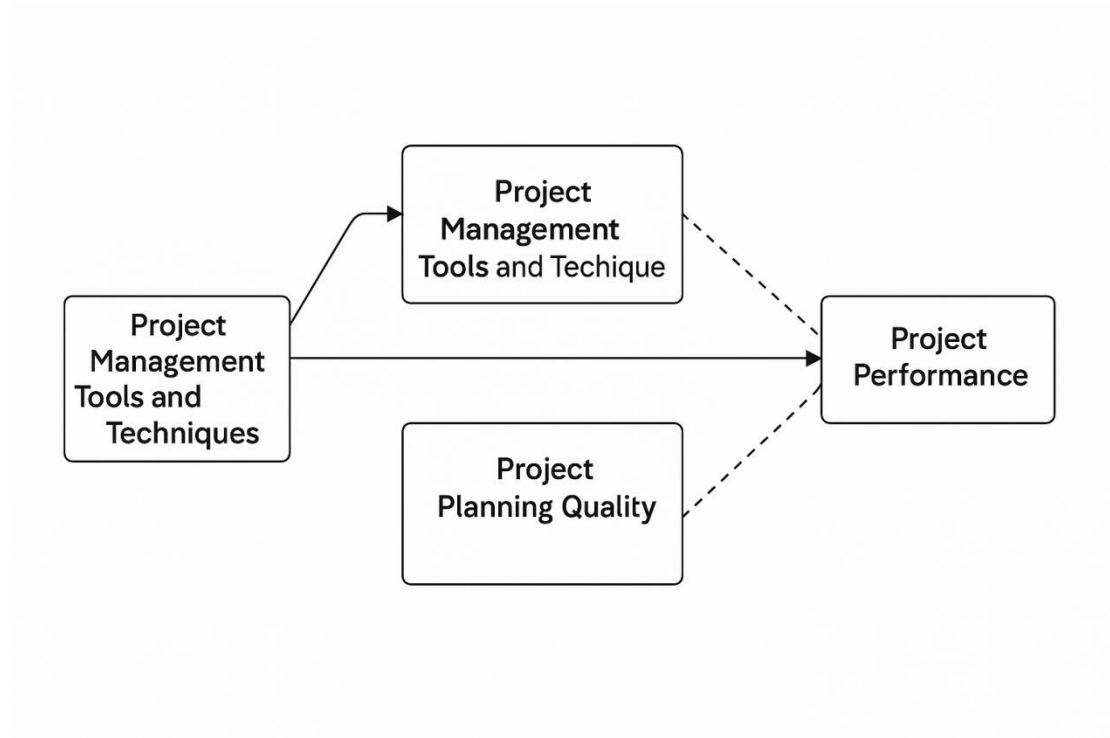 Project
Management
Tools and Techique
Project
Management
Tools and
Techniques
Project
Performance
Project
Planning Quality